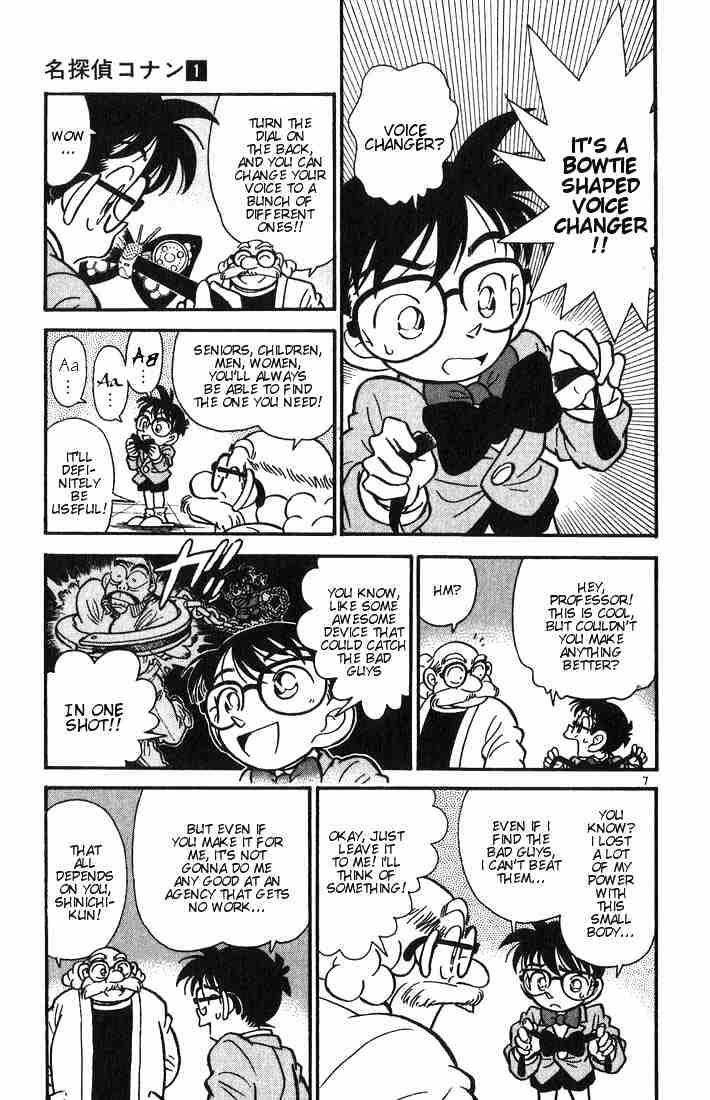 名探偵コナン1
IT'S A
BOWTIE
SHAPED
VOICE
CHANGER
!!
VOICE
CHANGER?
TURN THE
DIAL ON
THE BACK,
AND YOU CAN
CHANGE YOUR
VOICE TO A
BUNCH OF
DIFFERENT
ONES!!
WOW
...
SENIORS, CHILDREN,
MEN, WOMEN,
YOU'LL ALWAYS
BE ABLE TO FIND
THE ONE YOU NEED!
Aa
...
Aa
...
Aa
...
IT'LL
DEFI-
NITELY
BE
USEFUL!
HEY,
PROFESSOR!
THIS IS COOL,
BUT COULDN'T
YOU MAKE
ANYTHING
BETTER?
HM?
YOU KNOW,
LIKE SOME
AWESOME
DEVICE THAT
COULD CATCH
THE BAD
GUYS
IN ONE
SHOT!!
7
YOU
KNOW?
I LOST
A LOT
OF MY
POWER
WITH
THIS
SMALL
BODY...
EVEN IF I
FIND THE
BAD GUYS,
I CAN'T BEAT
THEM...
OKAY, JUST
LEAVE IT
TO ME! I'LL
THINK OF
SOMETHING!
BUT EVEN IF
YOU MAKE IT FOR
ME, IT'S NOT
GONNA DO ME
ANY GOOD AT AN
AGENCY THAT GETS
NO WORK...
THAT
ALL
DEPENDS
ON YOU,
SHINICHI-
KUN!